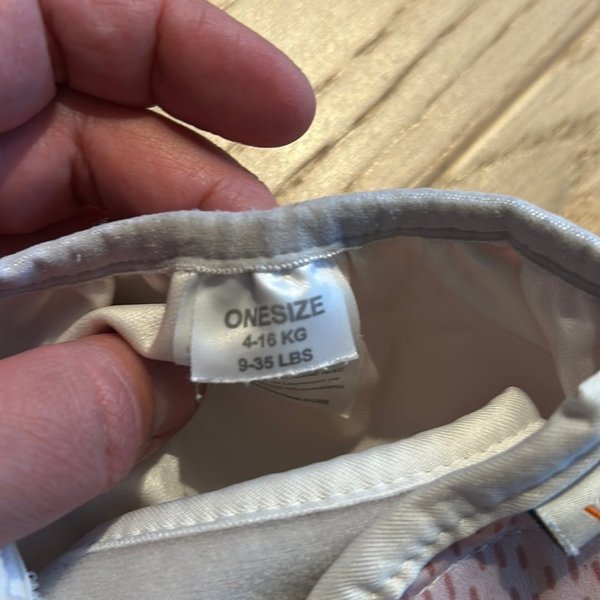 ONESIZE
4-16 KG
9-35 LBS